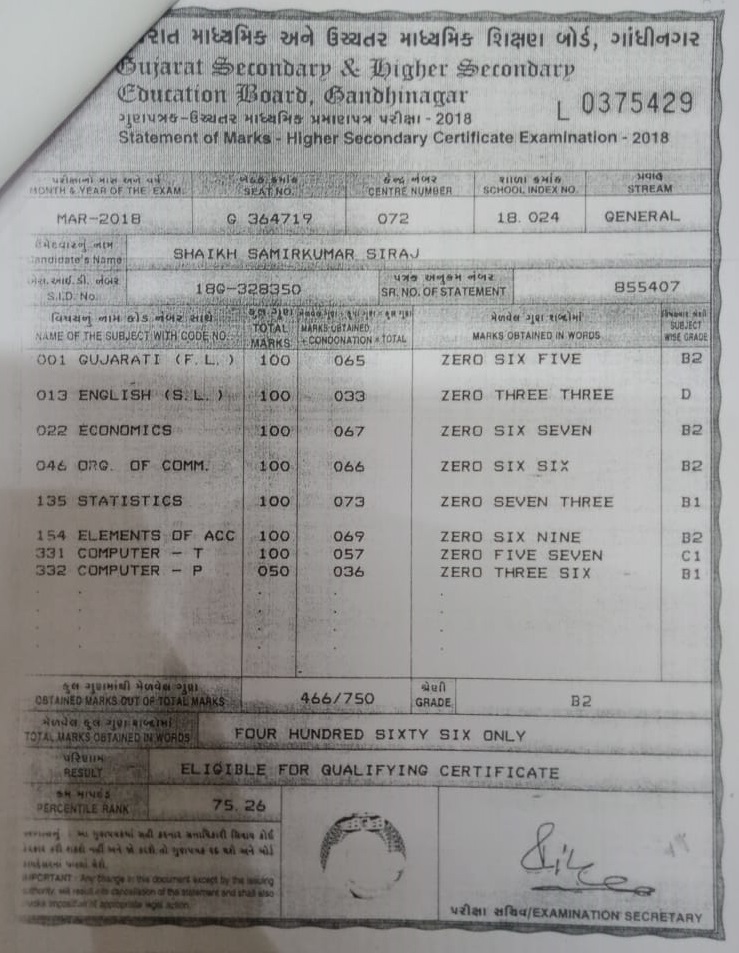 રાત માધ્યમિક અને ઉચ્ચતર માધ્યમિક શિક્ષણ બોર્ડ, ગાંધીનગર
Gujarat Secondary & Higher Secondary
Education Board, Gandhinagar
L 0375429
ગુણપત્રક-ઉચ્ચતર માધ્યમિક પ્રમાણપત્ર પરીક્ષા - 2018
Statement of Marks - Higher Secondary Certificate Examination - 2018
પરીક્ષાનો માસ અને વર્ષ બેઠક ક્રમાંક કેન્દ્ર નંબર શાળા ક્રમાંક પ્રવાહ
MONTH & YEAR OF THE EXAM. SEAT NO. CENTRE NUMBER SCHOOL INDEX NO. STREAM
MAR-2018 G 364719 072 18. 024 GENERAL
ઉમેદવારનું નામ
Candidate's Name SHAIKH SAMIRKUMAR SIRAJ
એસ.આઈ.ડી. નંબર પત્રક અનુક્રમ નંબર
S.I.D. No. 18G-328350 SR. NO. OF STATEMENT 855407
વિષયનું નામ કોડ નંબર સાથે કુલ ગુણ મેળવેલ ગુણ શબ્દોમાં
NAME OF THE SUBJECT WITH CODE NO. TOTAL MARKS MARKS OBTAINED + CONDONATION = TOTAL MARKS OBTAINED IN WORDS SUBJECT WISE GRADE
001 GUJARATI (F.L.) 100 065 ZERO SIX FIVE B2
013 ENGLISH (S.L.) 100 033 ZERO THREE THREE D
022 ECONOMICS 100 067 ZERO SIX SEVEN B2
046 ORG. OF COMM. 100 066 ZERO SIX SIX B2
135 STATISTICS 100 073 ZERO SEVEN THREE B1
154 ELEMENTS OF ACC 100 069 ZERO SIX NINE B2
331 COMPUTER - T 100 057 ZERO FIVE SEVEN C1
332 COMPUTER - P 050 036 ZERO THREE SIX B1
કુલ ગુણમાંથી મેળવેલ ગુણ શ્રેણી
OBTAINED MARKS OUT OF TOTAL MARKS 466/750 GRADE B2
મેળવેલ કુલ ગુણ શબ્દોમાં
TOTAL MARKS OBTAINED IN WORDS FOUR HUNDRED SIXTY SIX ONLY
પરિણામ
RESULT ELIGIBLE FOR QUALIFYING CERTIFICATE
PERCENTILE RANK 75.26
IMPORTANT : Any change in this document except by the issuing
authority will result into cancellation of the statement and shall also
invoke imposition of appropriate legal action.
પરીક્ષા સચિવ/EXAMINATION SECRETARY